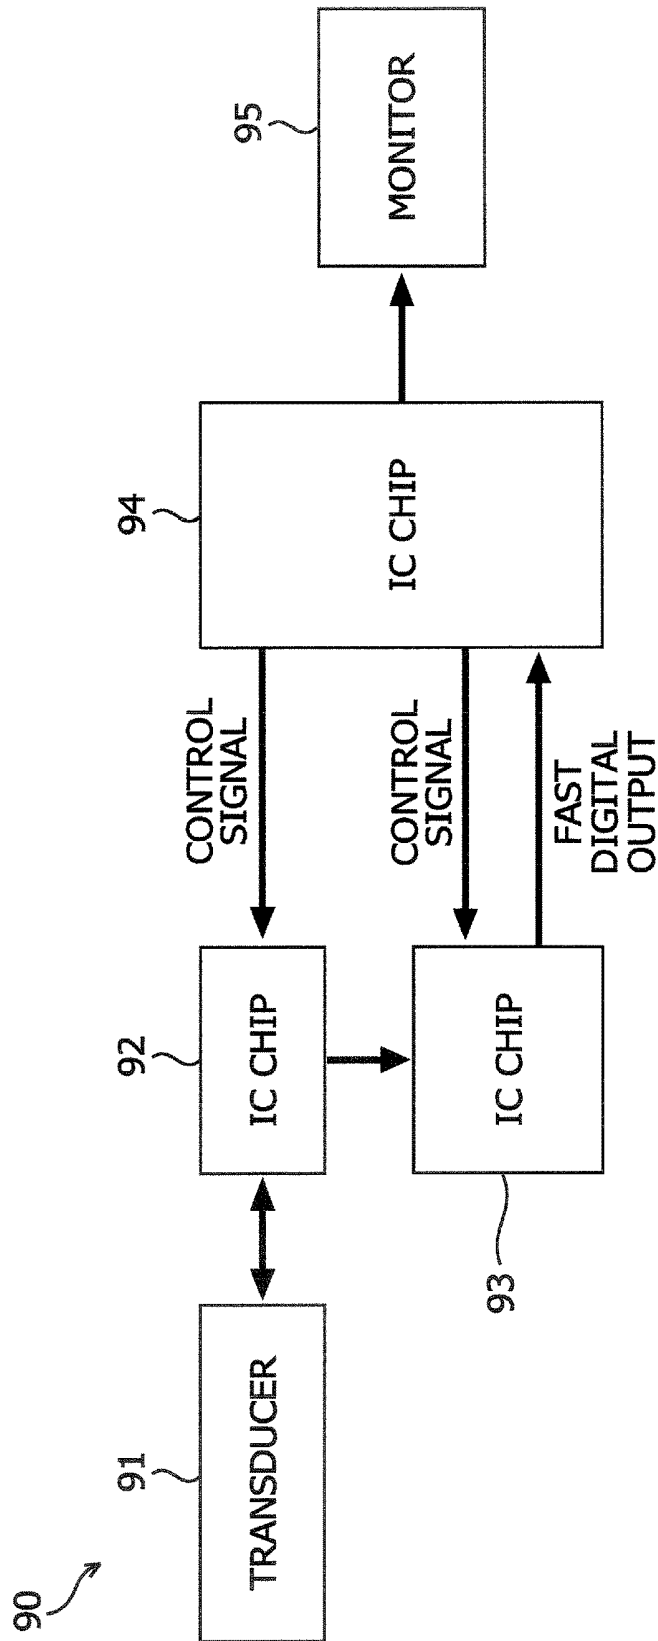 90
91
TRANSDUCER
92
IC CHIP
93
IC CHIP
CONTROL
SIGNAL
CONTROL
SIGNAL
FAST
DIGITAL
OUTPUT
94
IC CHIP
95
MONITOR